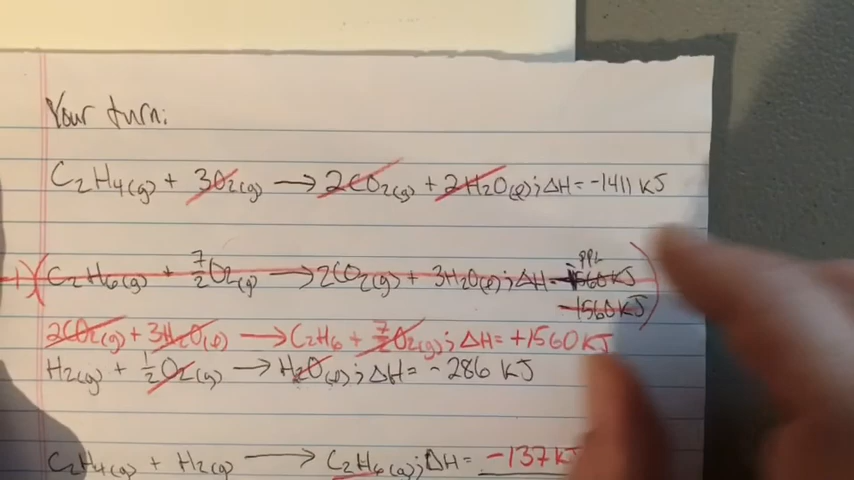 Your turn:
C₂H₄(g) + 3O₂(g) → 2CO₂(g) + 2H₂O(ℓ); ΔH = -1411 kJ
-1)(C₂H₆(g) + 7/2 O₂(g) → 2CO₂(g) + 3H₂O(ℓ); ΔH = -1560 kJ)
-1560 kJ
2CO₂(g) + 3H₂O(ℓ) → C₂H₆ + 7/2 O₂(g); ΔH = +1560 kJ
H₂(g) + 1/2 O₂(g) → H₂O(ℓ); ΔH = -286 kJ
C₂H₄(g) + H₂(g) → C₂H₆(g); ΔH = -137 kJ